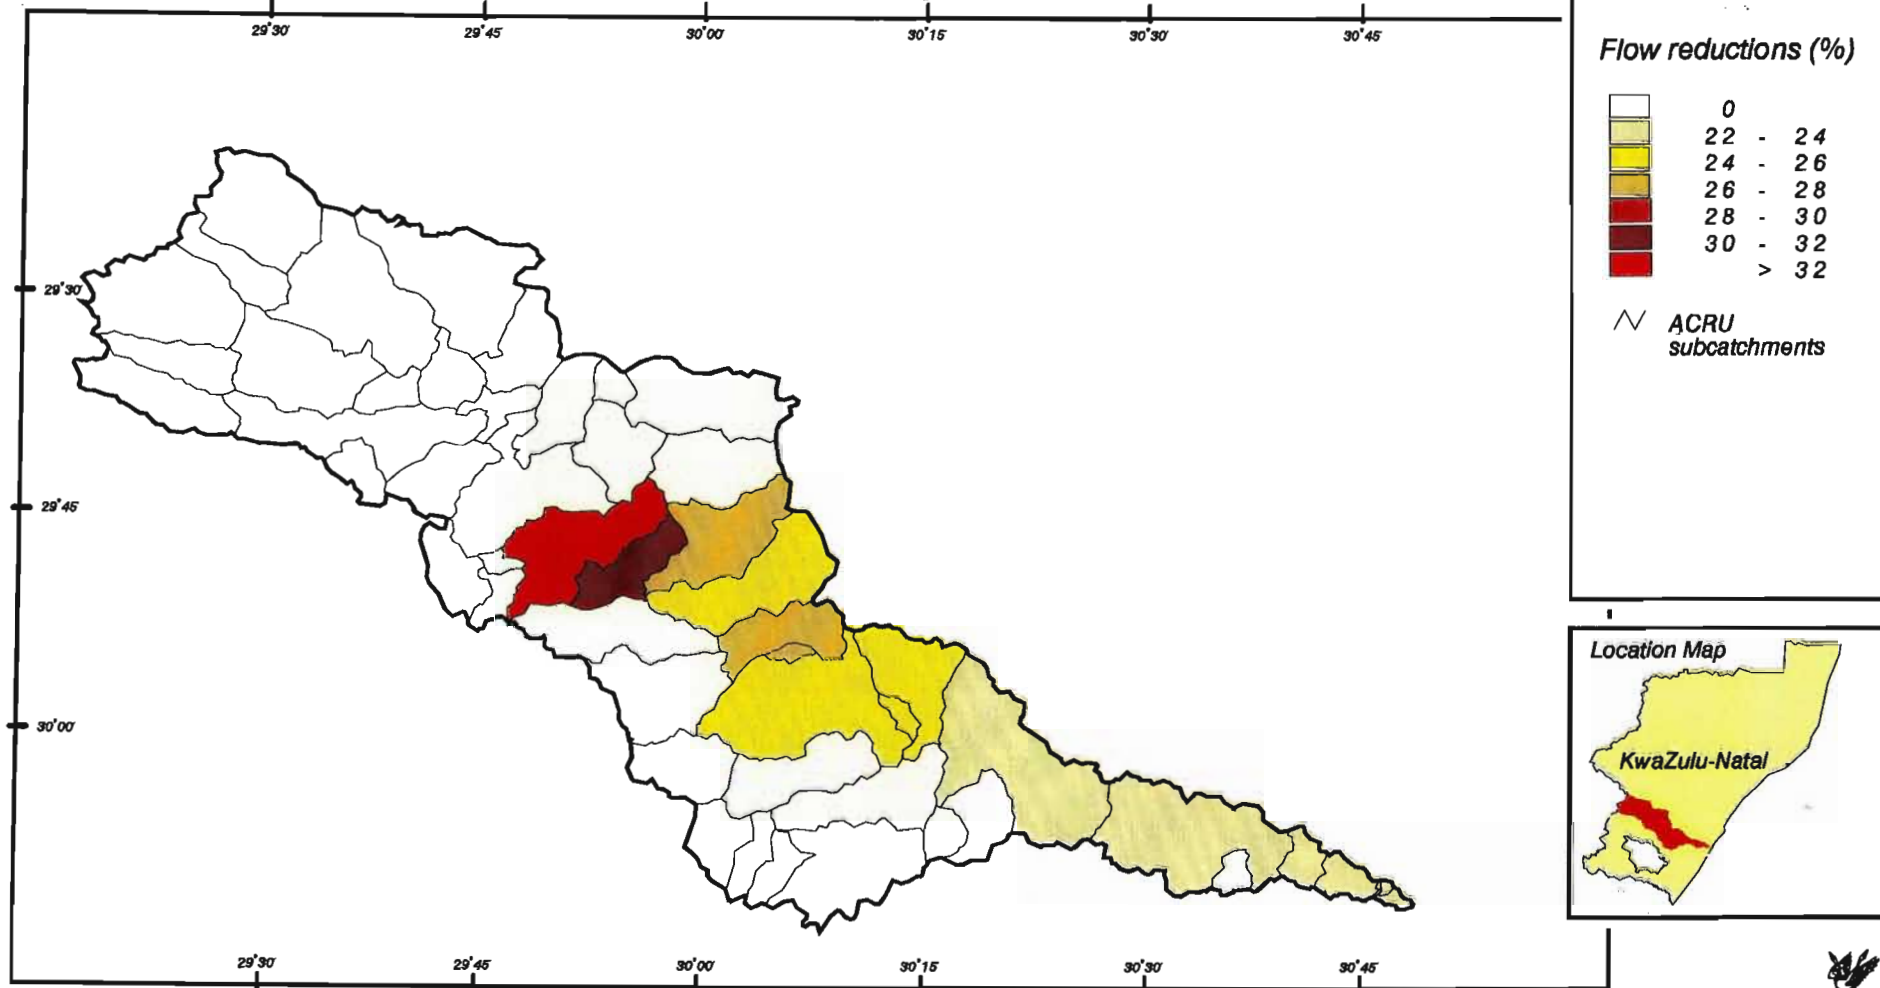 29°30'
29°45'
30°00'
30°15'
30°30'
30°45'
Flow reductions (%)
0
22 - 24
24 - 26
26 - 28
28 - 30
30 - 32
> 32
ACRU
subcatchments
29°30'
29°45'
30°00'
Location Map
KwaZulu-Natal
29°30'
29°45'
30°00'
30°15'
30°30'
30°45'